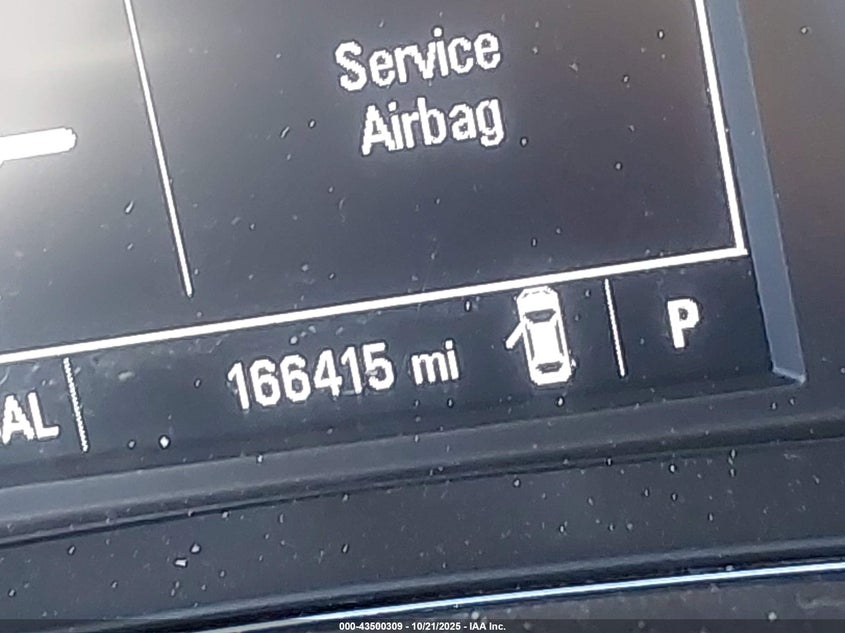 Service
Airbag
AL
166415 mi
P
000-43500309 - 10/21/2025 - IAA Inc.